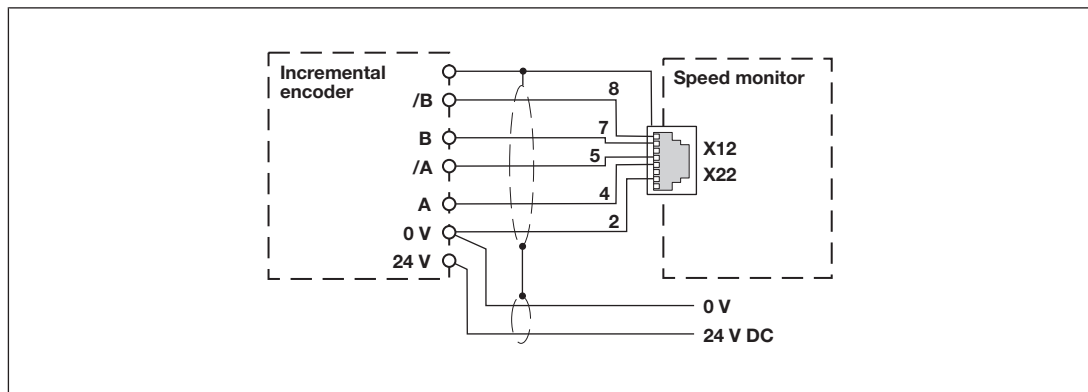 Incremental
encoder
Speed monitor
/B
8
B
7
X12
/A
5
X22
A
4
0 V
2
24 V
0 V
24 V DC